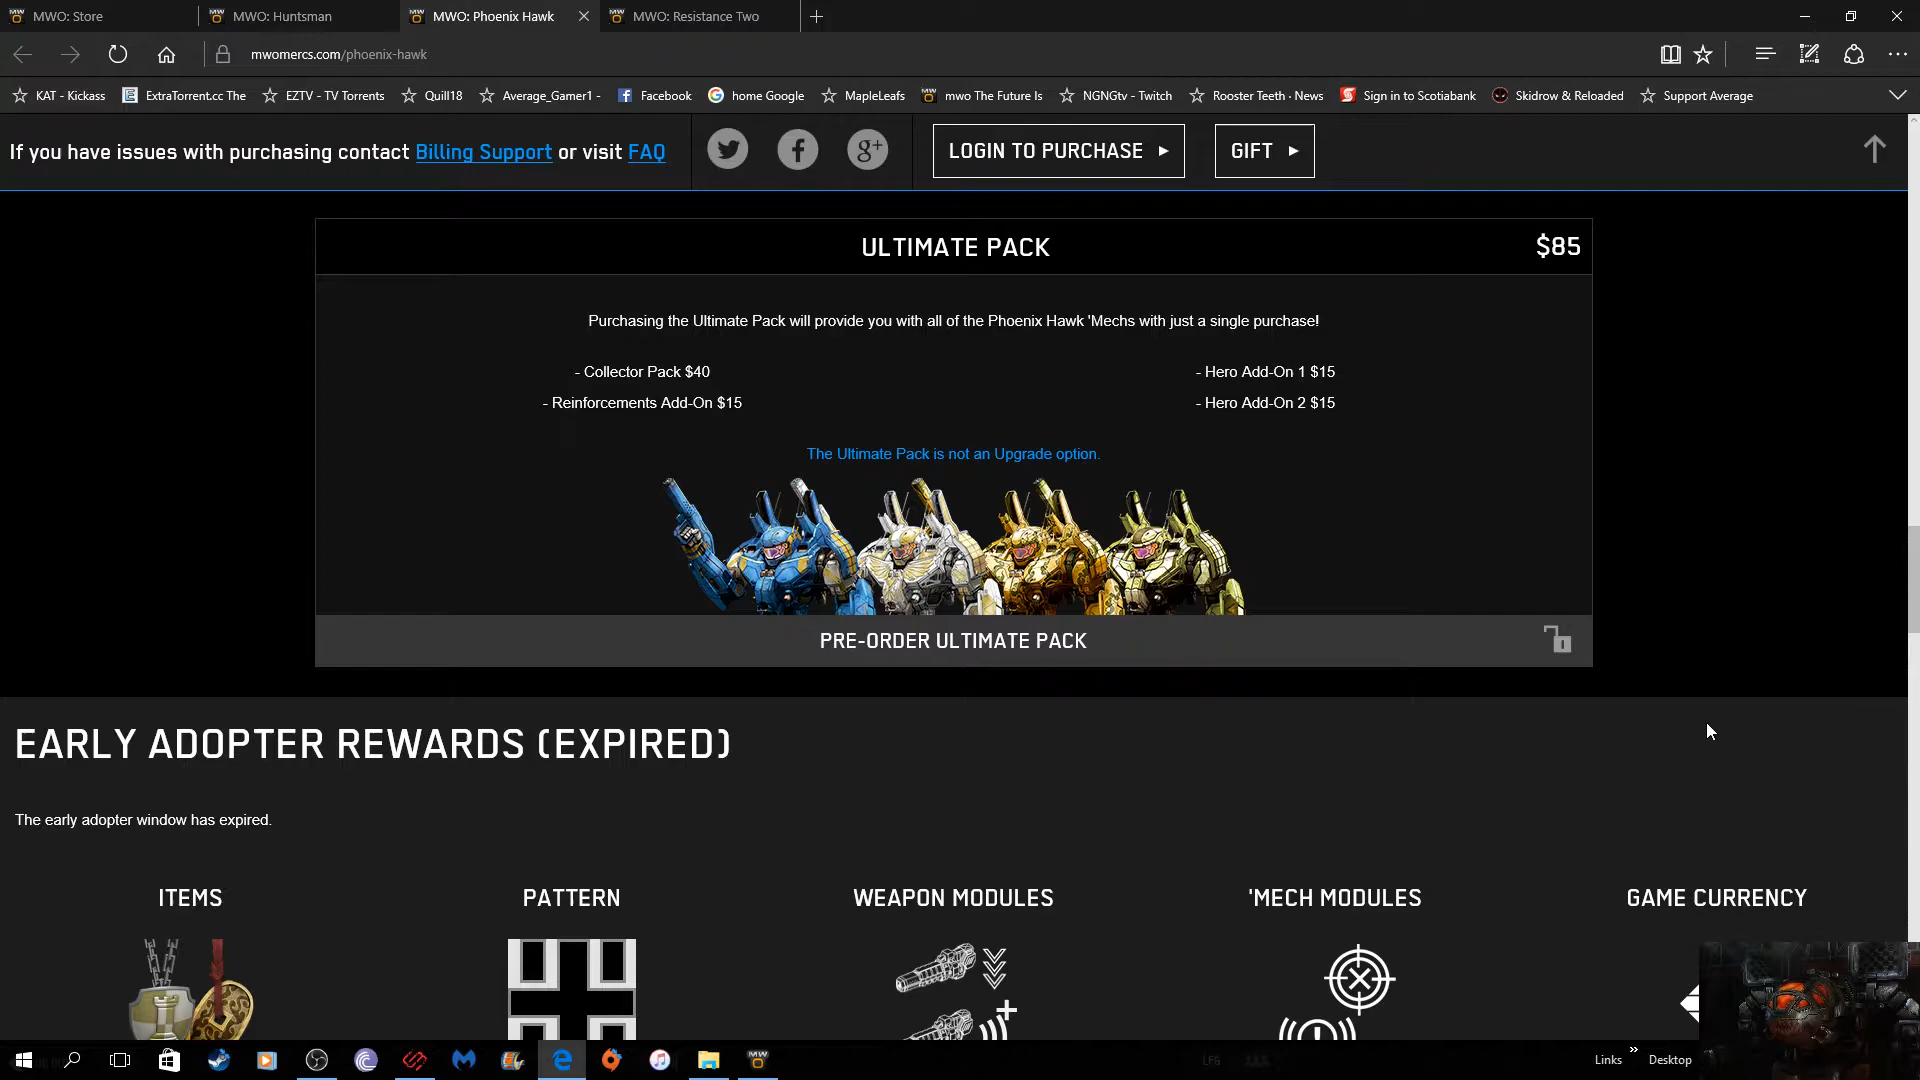 MWO: Store
MWO: Huntsman
MWO: Phoenix Hawk
MWO: Resistance Two
mwomercs.com/phoenix-hawk
KAT - Kickass
ExtraTorrent.cc The
EZTV - TV Torrents
Quill18
Average_Gamer1 -
Facebook
home Google
MapleLeafs
mwo The Future Is
NGNGtv - Twitch
Rooster Teeth · News
Sign in to Scotiabank
Skidrow & Reloaded
Support Average
If you have issues with purchasing contact Billing Support or visit FAQ
LOGIN TO PURCHASE
GIFT
ULTIMATE PACK
$85
Purchasing the Ultimate Pack will provide you with all of the Phoenix Hawk 'Mechs with just a single purchase!
- Collector Pack $40
- Hero Add-On 1 $15
- Reinforcements Add-On $15
- Hero Add-On 2 $15
The Ultimate Pack is not an Upgrade option.
PRE-ORDER ULTIMATE PACK
EARLY ADOPTER REWARDS (EXPIRED)
The early adopter window has expired.
ITEMS
PATTERN
WEAPON MODULES
'MECH MODULES
GAME CURRENCY
LFG
Links
Desktop